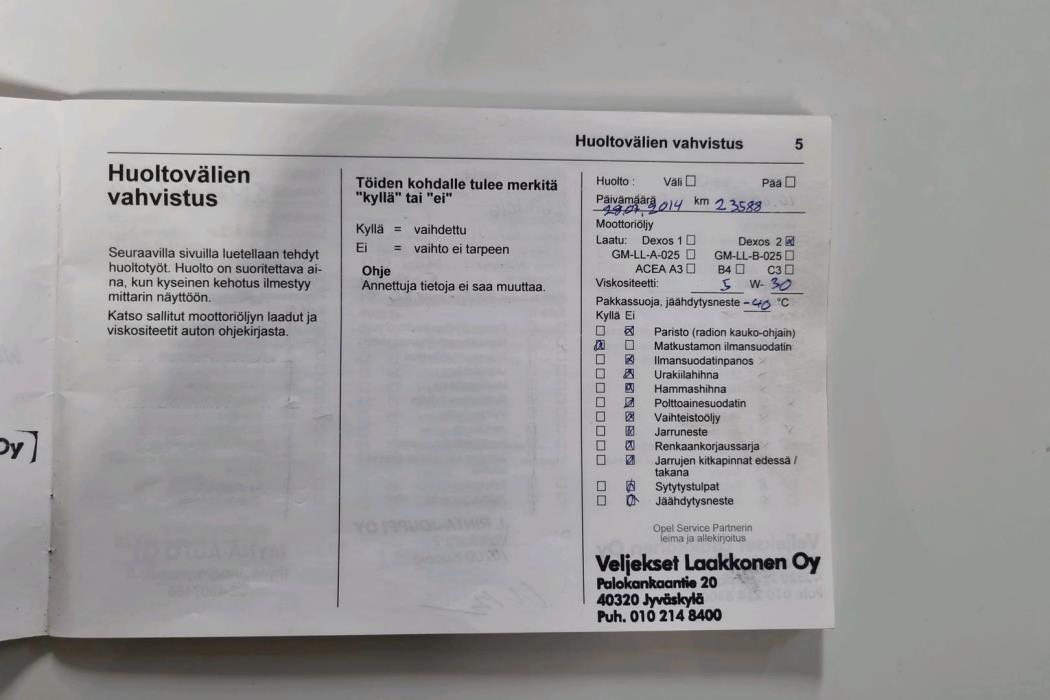 Huoltovälien vahvistus 5
Huoltovälien
vahvistus
Seuraavilla sivuilla luetellaan tehdyt
huoltotyöt. Huolto on suoritettava ai-
na, kun kyseinen kehotus ilmestyy
mittarin näyttöön.
Katso sallitut moottoriöljyn laadut ja
viskositeetit auton ohjekirjasta.
Oy]
Töiden kohdalle tulee merkitä
"kyllä" tai "ei"
Kyllä = vaihdettu
Ei = vaihto ei tarpeen
Ohje
Annettuja tietoja ei saa muuttaa.
Huolto : Väli Pää
Päivämäärä 29.07.2014 km 23588
Moottoriöljy
Laatu: Dexos 1 Dexos 2
GM-LL-A-025 GM-LL-B-025
ACEA A3 B4 C3
Viskositeetti: 5 W- 30
Pakkassuoja, jäähdytysneste -40 °C
Kyllä Ei
Paristo (radion kauko-ohjain)
Matkustamon ilmansuodatin
Ilmansuodatinpanos
Urakiilahihna
Hammashihna
Polttoainesuodatin
Vaihteistoöljy
Jarruneste
Renkaankorjaussarja
Jarrujen kitkapinnat edessä /
takana
Sytytystulpat
Jäähdytysneste
Opel Service Partnerin
leima ja allekirjoitus
Veljekset Laakkonen Oy
Palokankaantie 20
40320 Jyväskylä
Puh. 010 214 8400